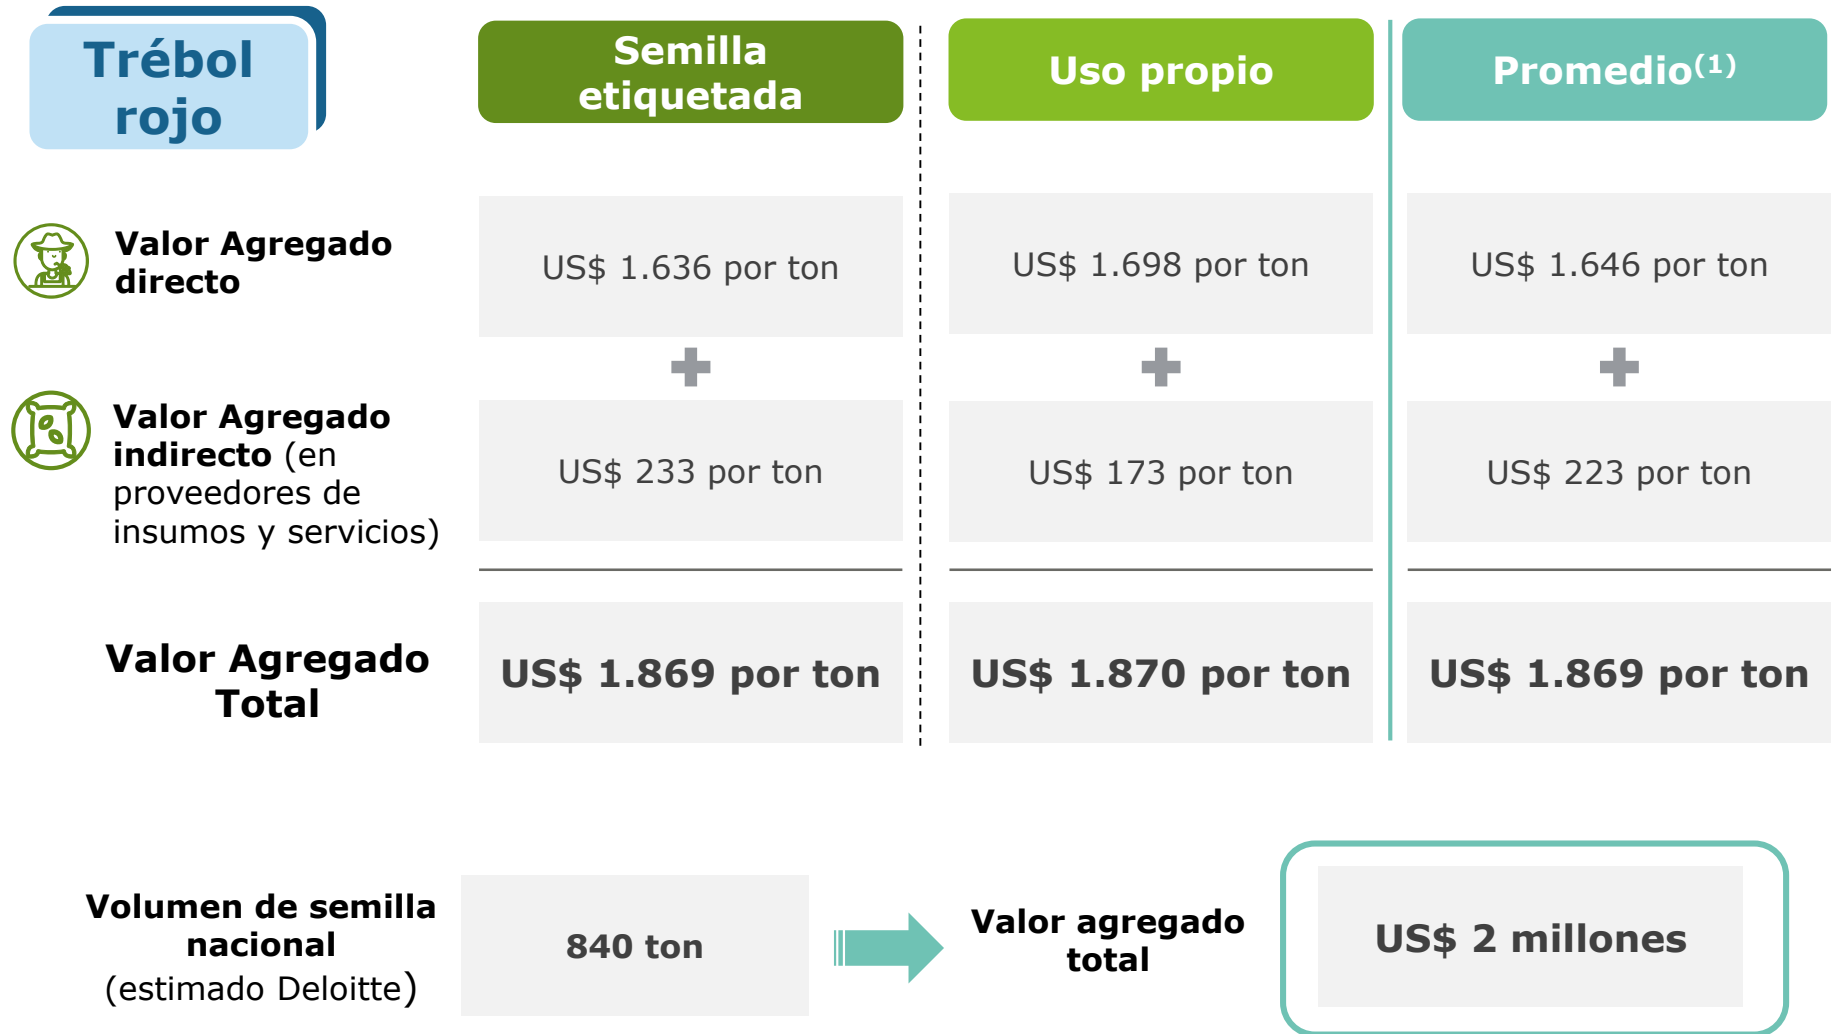 Trébol
rojo
Semilla
etiquetada
Uso propio
Promedio(1)
Valor Agregado
directo
US$ 1.636 por ton
US$ 1.698 por ton
US$ 1.646 por ton
Valor Agregado
indirecto (en
proveedores de
insumos y servicios)
US$ 233 por ton
US$ 173 por ton
US$ 223 por ton
Valor Agregado
Total
US$ 1.869 por ton
US$ 1.870 por ton
US$ 1.869 por ton
Volumen de semilla
nacional
(estimado Deloitte)
840 ton
Valor agregado
total
US$ 2 millones